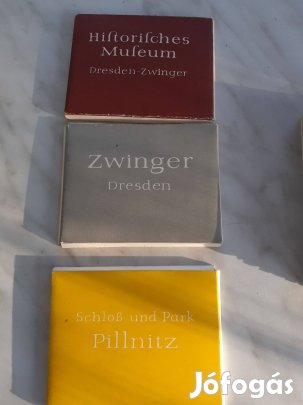 Hiſtoriſches
Muſeum
Dresden-Zwinger
Zwinger
Dresden
Schloß und Park
Pillnitz
Jófogás